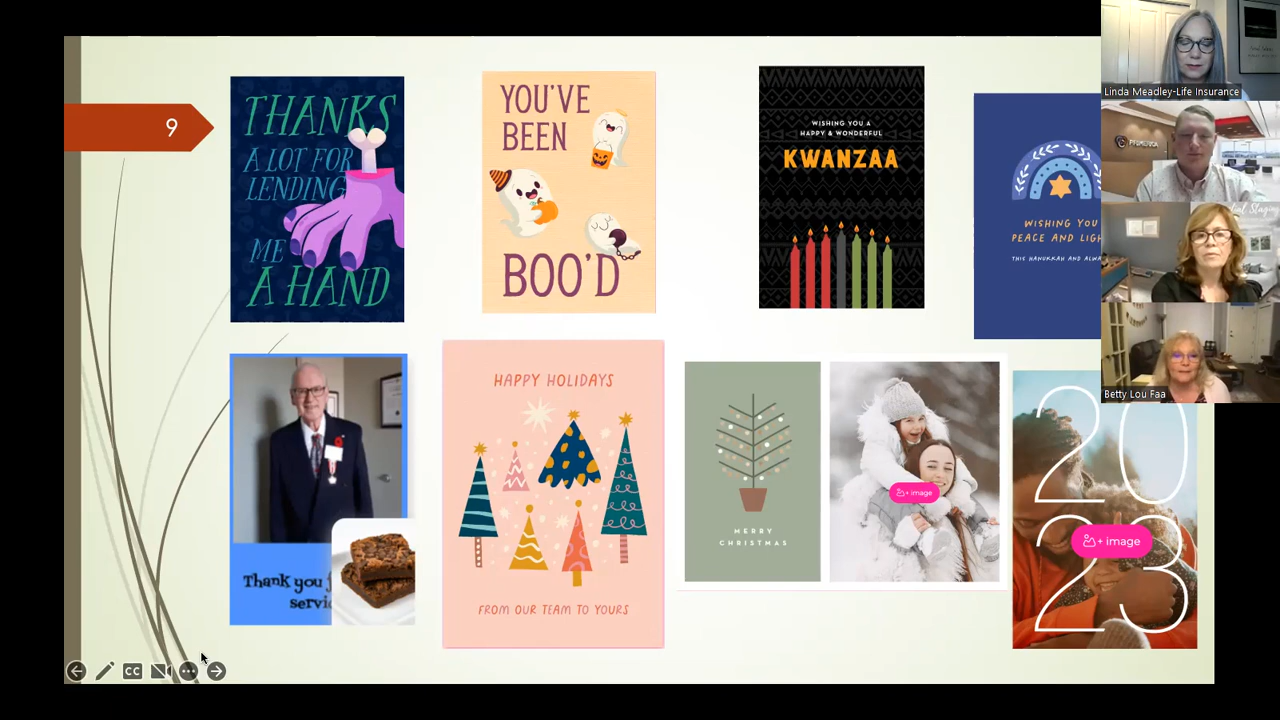 9
THANKS
A LOT FOR
LENDING
ME
A HAND
YOU'VE
BEEN
BOO'D
WISHING YOU A
HAPPY & WONDERFUL
KWANZAA
WISHING YOU
PEACE AND LIGH
THIS HANUKKAH AND ALWA
Linda Meadley-Life Insurance
Betty Lou Faa
Thank you
servic
HAPPY HOLIDAYS
FROM OUR TEAM TO YOURS
MERRY
CHRISTMAS
+ image
20
+ image
23
CC